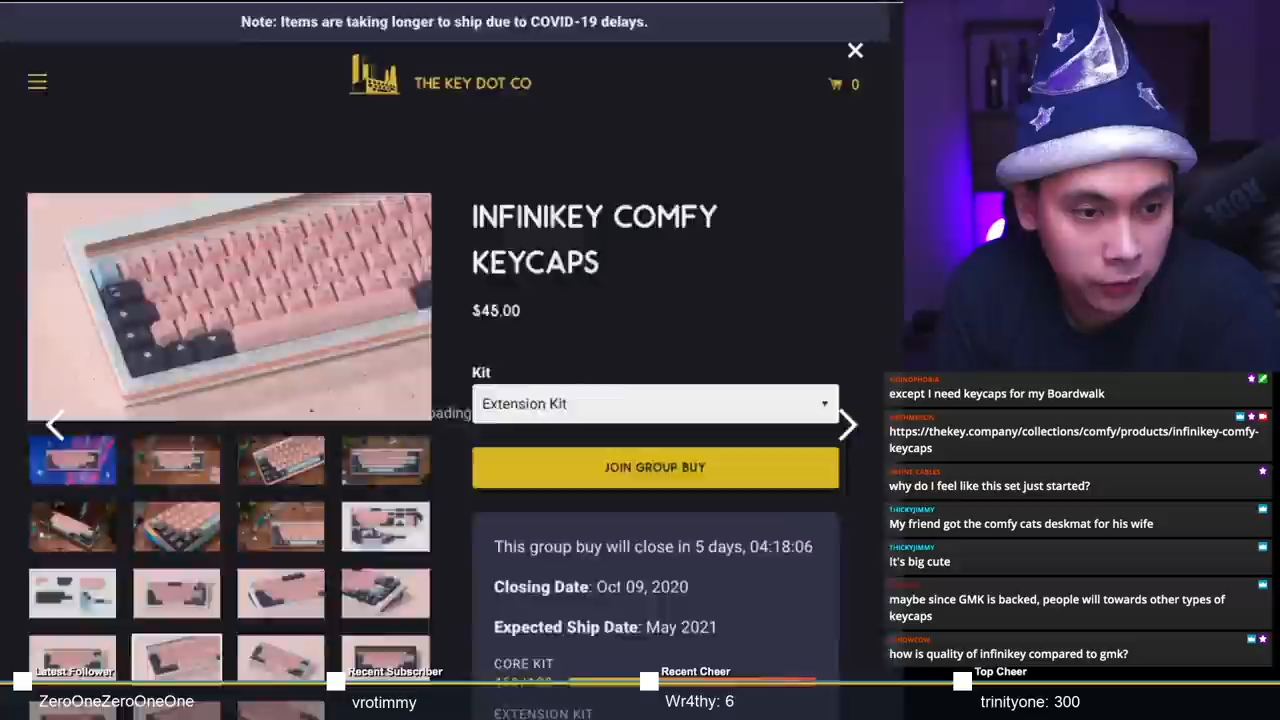 Note: Items are taking longer to ship due to COVID-19 delays.
THE KEY DOT CO
0
INFINIKEY COMFY
KEYCAPS
$45.00
Kit
Extension Kit
oading
JOIN GROUP BUY
This group buy will close in 5 days, 04:18:06
Closing Date: Oct 09, 2020
Expected Ship Date: May 2021
CORE KIT
EXTENSION KIT
except I need keycaps for my Boardwalk
https://thekey.company/collections/comfy/products/infinikey-comfy-
keycaps
why do I feel like this set just started?
THICKYJIMMY
My friend got the comfy cats deskmat for his wife
THICKYJIMMY
It's big cute
maybe since GMK is backed, people will towards other types of
keycaps
how is quality of infinikey compared to gmk?
Latest Follower
ZeroOneZeroOneOne
Recent Subscriber
vrotimmy
Recent Cheer
Wr4thy: 6
Top Cheer
trinityone: 300